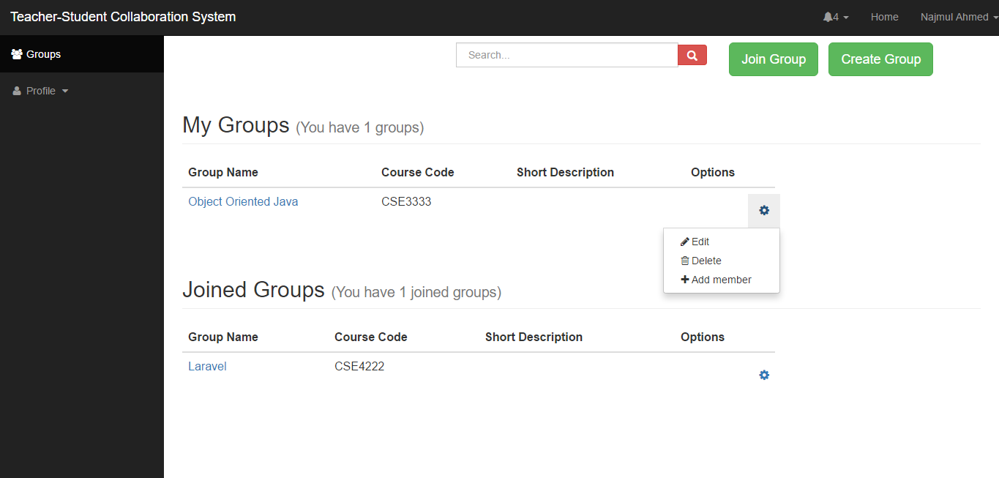 Teacher-Student Collaboration System 4 Home Najmul Ahmed
Groups
Profile
Search... Join Group Create Group
My Groups (You have 1 groups)
Group Name Course Code Short Description Options
Object Oriented Java CSE3333
Edit
Delete
Add member
Joined Groups (You have 1 joined groups)
Group Name Course Code Short Description Options
Laravel CSE4222